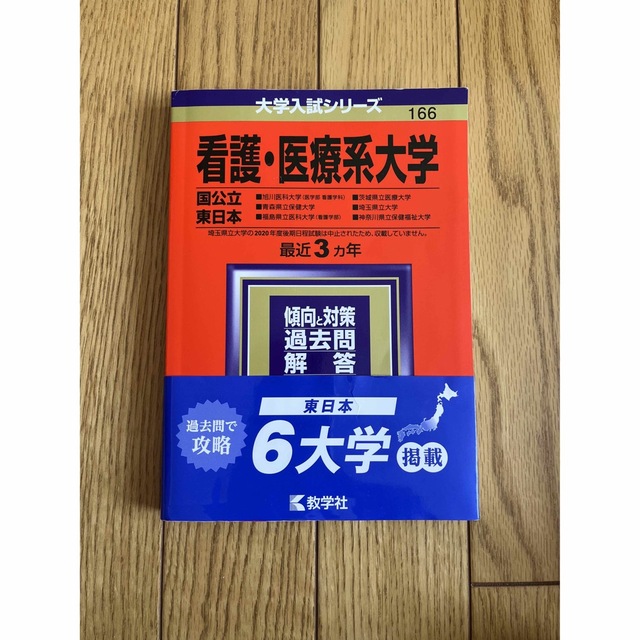 大学入試シリーズ
166
看護・医療系大学
国公立
東日本
■旭川医科大学（医学部 看護学科） ■茨城県立医療大学
■青森県立保健大学 ■埼玉県立大学
■福島県立医科大学（看護学部） ■神奈川県立保健福祉大学
埼玉県立大学の2020年度後期日程試験は中止されたため、収載していません。
最近3カ年
傾向と対策
過去問
解答
過去問で
攻略
東日本
6大学
掲載
教学社